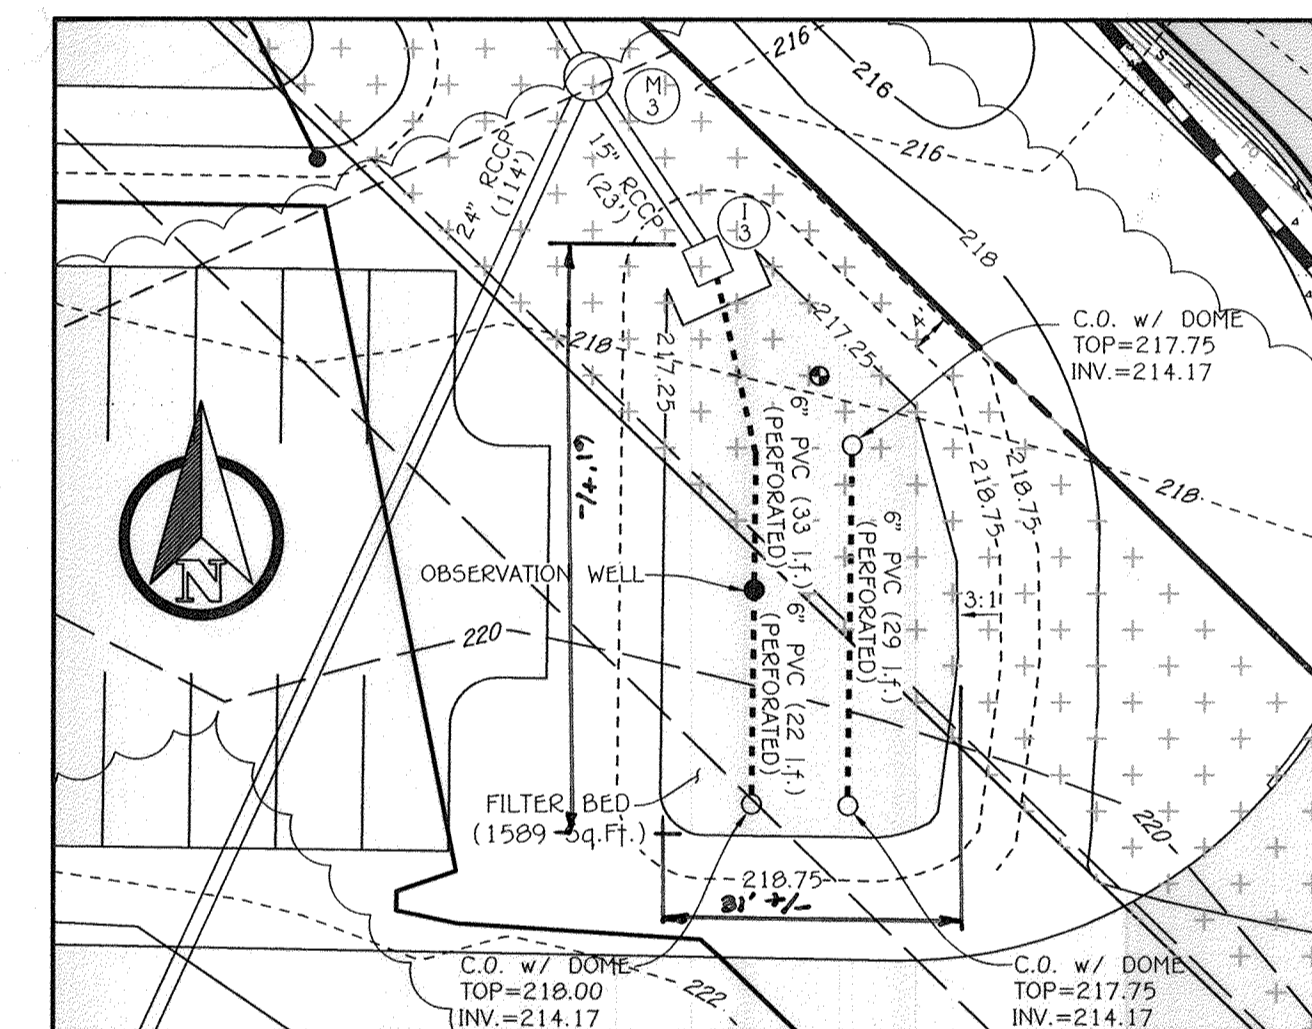 216
216
216
M
3
15" RCCP
(23')
24" RCCP
(114')
I
3
218
4'
C.O. w/ DOME
TOP=217.75
INV.=214.17
217.25
217.25
218
6" PVC (33 l.f.)
(PERFORATED)
61'
218.75
218.75
218
6" PVC (29 l.f.)
(PERFORATED)
N
OBSERVATION WELL
3:1
220
6" PVC (22 l.f.)
(PERFORATED)
FILTER BED
(1589 Sq.Ft.)
220
218.75
31' +/-
C.O. w/ DOME
TOP=218.00
INV.=214.17
222
C.O. w/ DOME
TOP=217.75
INV.=214.17